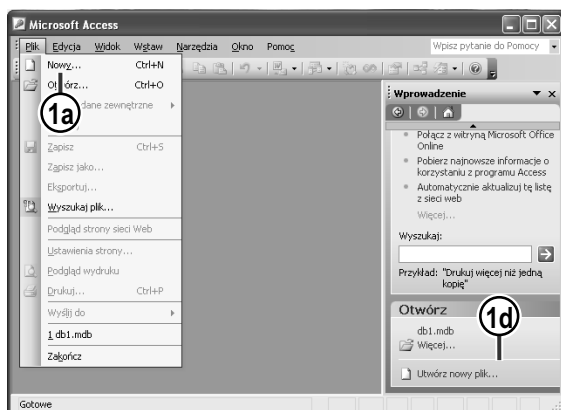 Microsoft Access
Plik Edycja Widok Wstaw Narzędzia Okno Pomoc
Wpisz pytanie do Pomocy
Nowy... Ctrl+N
Ctrl+O
dane zewnętrzne
1a
Zapisz Ctrl+S
Zapisz jako...
Eksportuj...
Wyszukaj plik...
Podgląd strony sieci Web
Ustawienia strony...
Podgląd wydruku
Drukuj... Ctrl+P
Wyślij do
1 db1.mdb
Zakończ
Wprowadzenie
Połącz z witryną Microsoft Office
Online
Pobierz najnowsze informacje o
korzystaniu z programu Access
Automatycznie aktualizuj tę listę
z sieci web
Więcej...
Wyszukaj:
Przykład: "Drukuj więcej niż jedną
kopię"
Otwórz
1d
db1.mdb
Więcej...
Utwórz nowy plik...
Gotowe